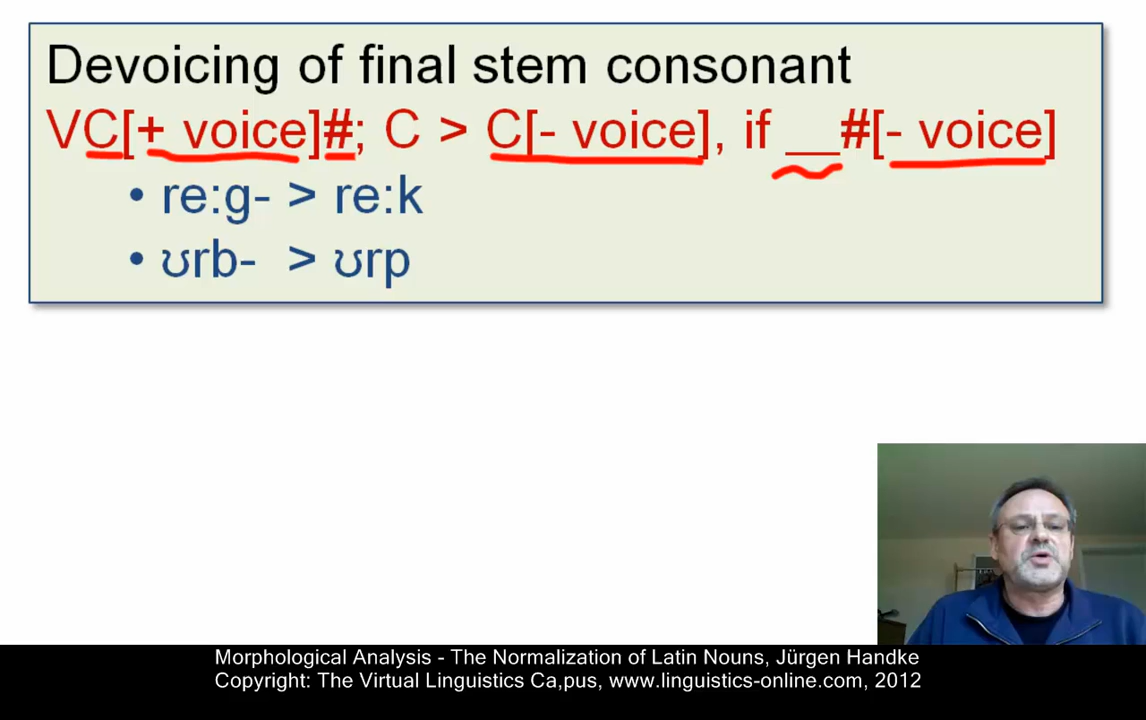 Devoicing of final stem consonant
VC[+ voice]#; C > C[- voice], if __#[- voice]
• re:g- > re:k
• ʊrb- > ʊrp
Morphological Analysis - The Normalization of Latin Nouns, Jürgen Handke
Copyright: The Virtual Linguistics Ca,pus, www.linguistics-online.com, 2012